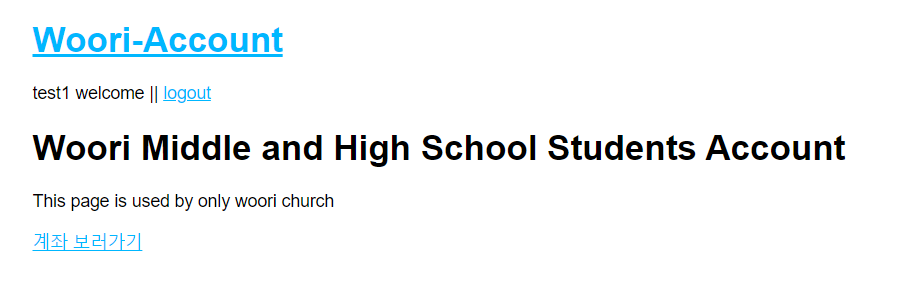 Woori-Account
test1 welcome || logout
Woori Middle and High School Students Account
This page is used by only woori church
계좌 보러가기